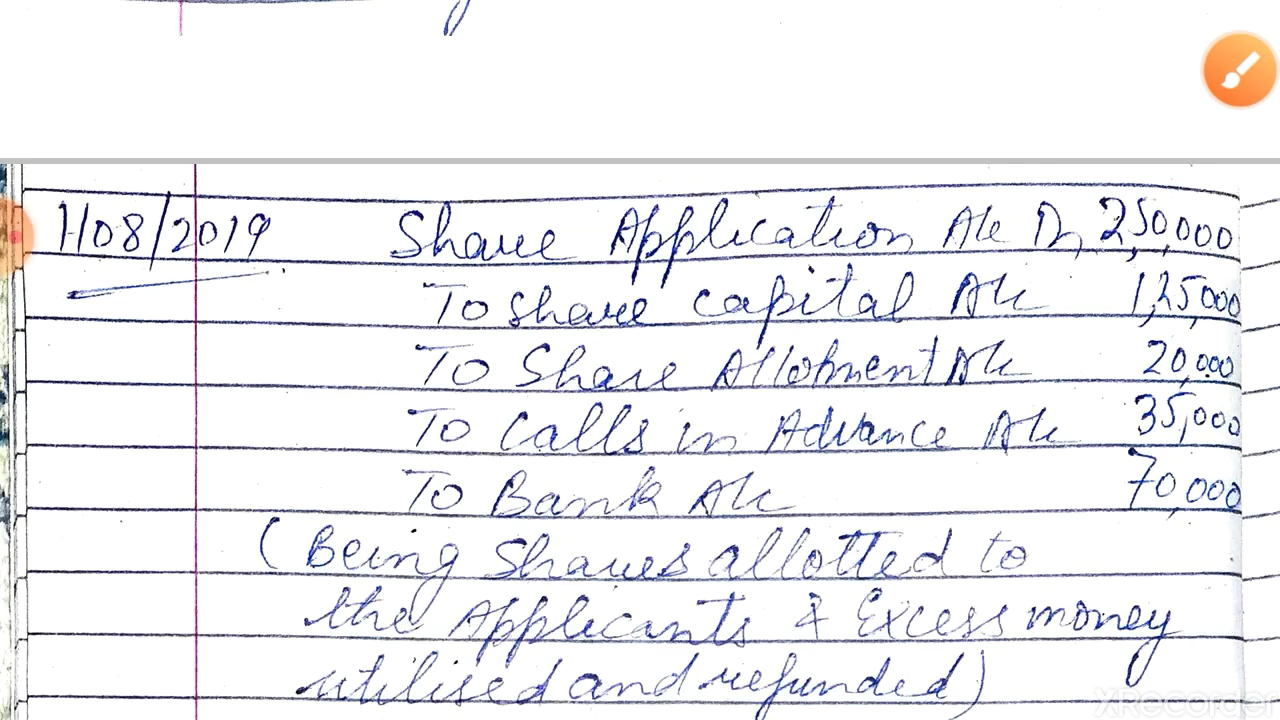 1/08/2019 Share Application A/c Dr, 2,50,000
To Share capital A/c 1,25,000
To Share Allotment A/c 20,000
To Calls in Advance A/c 35,000
To Bank A/c 70,000
(Being Shares allotted to
the Applicants & Excess money
utilised and refunded)
XRecorder